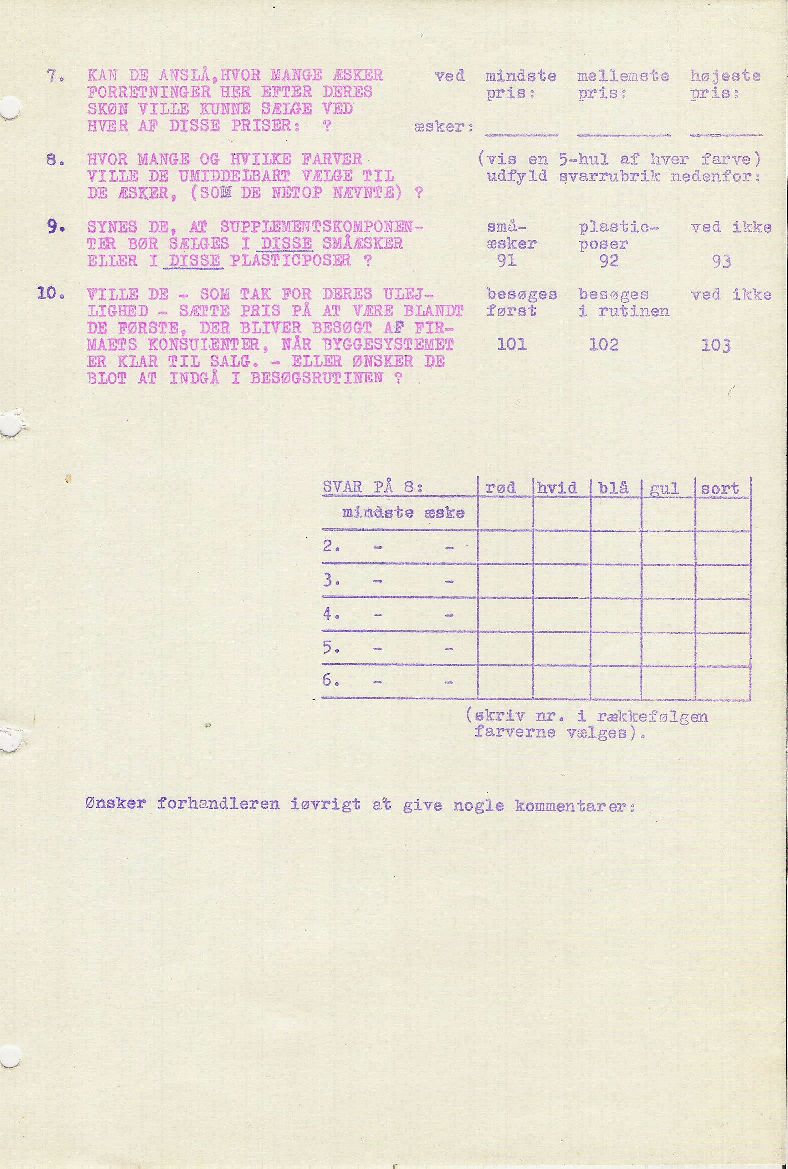 7. KAN DE ANSLÅ,HVOR MANGE ÆSKER ved mindste mellemste højeste
FORRETNINGER HER EFTER DERES pris: pris: pris:
SKØN VILLE KUNNE SÆLGE VED
HVER AF DISSE PRISER: ? æsker: ________ ________ ________
8. HVOR MANGE OG HVILKE FARVER (vis en 5-hul af hver farve)
VILLE DE UMIDDELBART VÆLGE TIL udfyld svarrubrik nedenfor:
DE ÆSKER, (SOM DE NETOP NÆVNTE) ?
9. SYNES DE, AT SUPPLEMENTSKOMPONEN- små- plastic- ved ikke
TER BØR SÆLGES I DISSE SMÅÆSKER æsker poser
ELLER I DISSE PLASTICPOSER ? 91 92 93
10. VILLE DE - SOM TAK FOR DERES ULEJ- besøges besøges ved ikke
LIGHED - SÆTTE PRIS PÅ AT VÆRE BLANDT først i rutinen
DE FØRSTE, DER BLIVER BESØGT AF FIR-
MAETS KONSULENTER, NÅR BYGGESYSTEMET 101 102 103
ER KLAR TIL SALG. - ELLER ØNSKER DE
BLOT AT INDGÅ I BESØGSRUTINEN ?
SVAR PÅ 8: rød hvid blå gul sort
mindste æske
2. - -
3. - -
4. - -
5. - -
6. - -
(skriv nr. i rækkefølgen
farverne vælges).
Ønsker forhandleren iøvrigt at give nogle kommentarer: